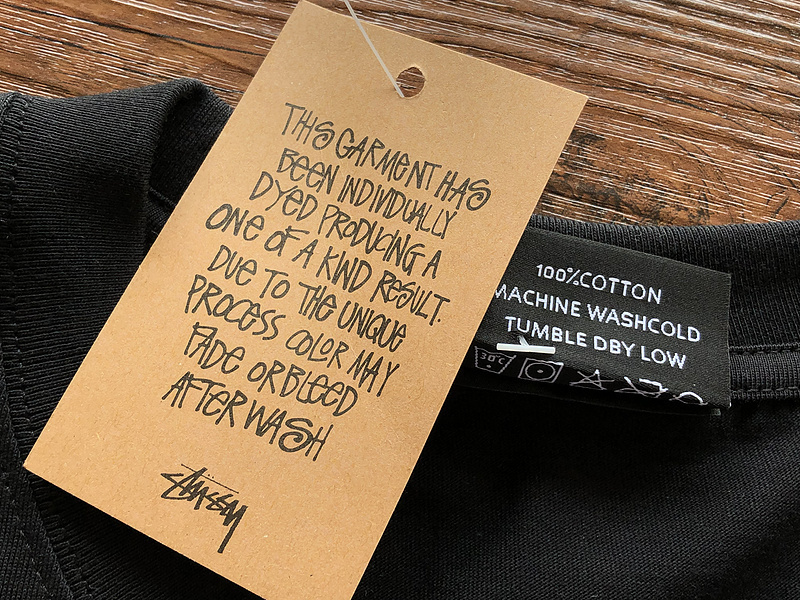 THIS GARMENT HAS
BEEN INDIVIDUALLY
DYED PRODUCING A
ONE OF A KIND RESULT.
DUE TO THE UNIQUE
PROCESS COLOR MAY
FADE OR BLEED
AFTER WASH
Stüssy
100%COTTON
MACHINE WASHCOLD
TUMBLE DBY LOW
30°C